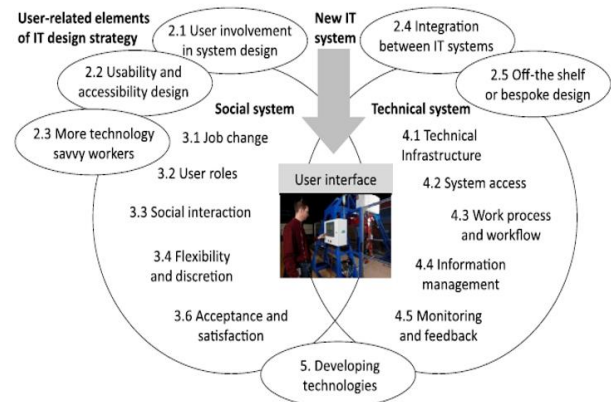 User-related elements
of IT design strategy
2.1 User involvement
in system design
New IT
system
2.4 Integration
between IT systems
2.2 Usability and
accessibility design
2.5 Off-the shelf
or bespoke design
2.3 More technology
savvy workers
Social system
Technical system
3.1 Job change
3.2 User roles
3.3 Social interaction
3.4 Flexibility
and discretion
3.6 Acceptance and
satisfaction
User interface
4.1 Technical
Infrastructure
4.2 System access
4.3 Work process
and workflow
4.4 Information
management
4.5 Monitoring
and feedback
5. Developing
technologies